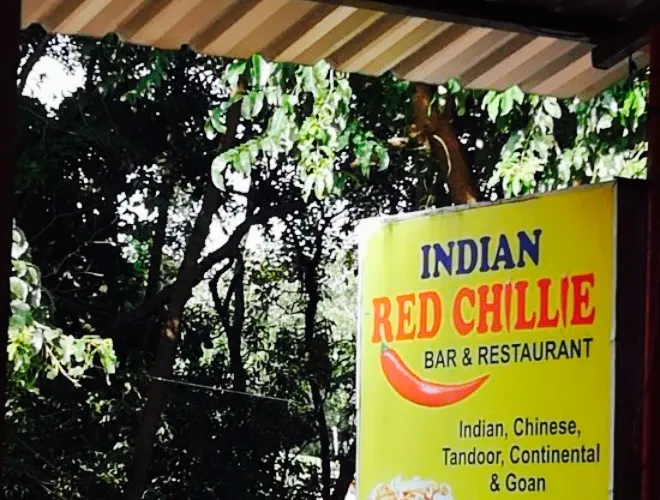 INDIAN
RED CHILLIE
BAR & RESTAURANT
Indian, Chinese,
Tandoor, Continental
& Goan